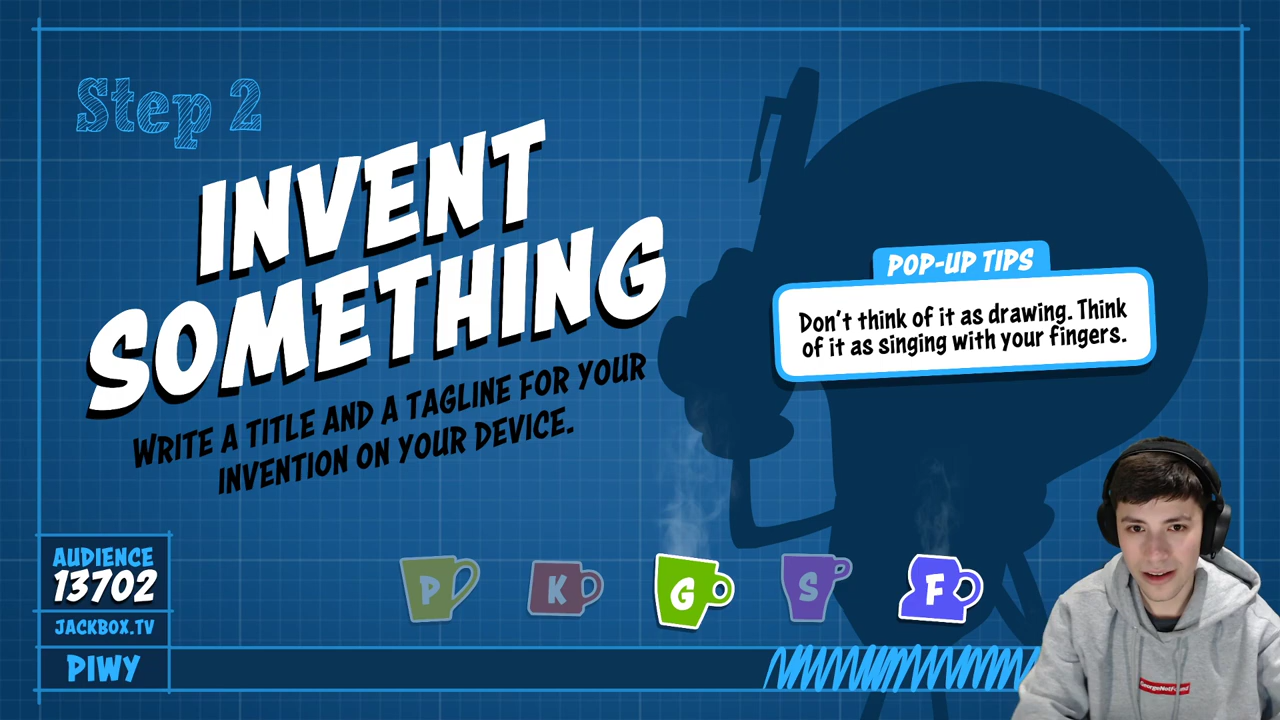 Step 2
INVENT
SOMETHING
WRITE A TITLE AND A TAGLINE FOR YOUR
INVENTION ON YOUR DEVICE.
POP-UP TIPS
Don't think of it as drawing. Think
of it as singing with your fingers.
AUDIENCE
13702
JACKBOX.TV
PIWY
P K G S F
GeorgeNotFound